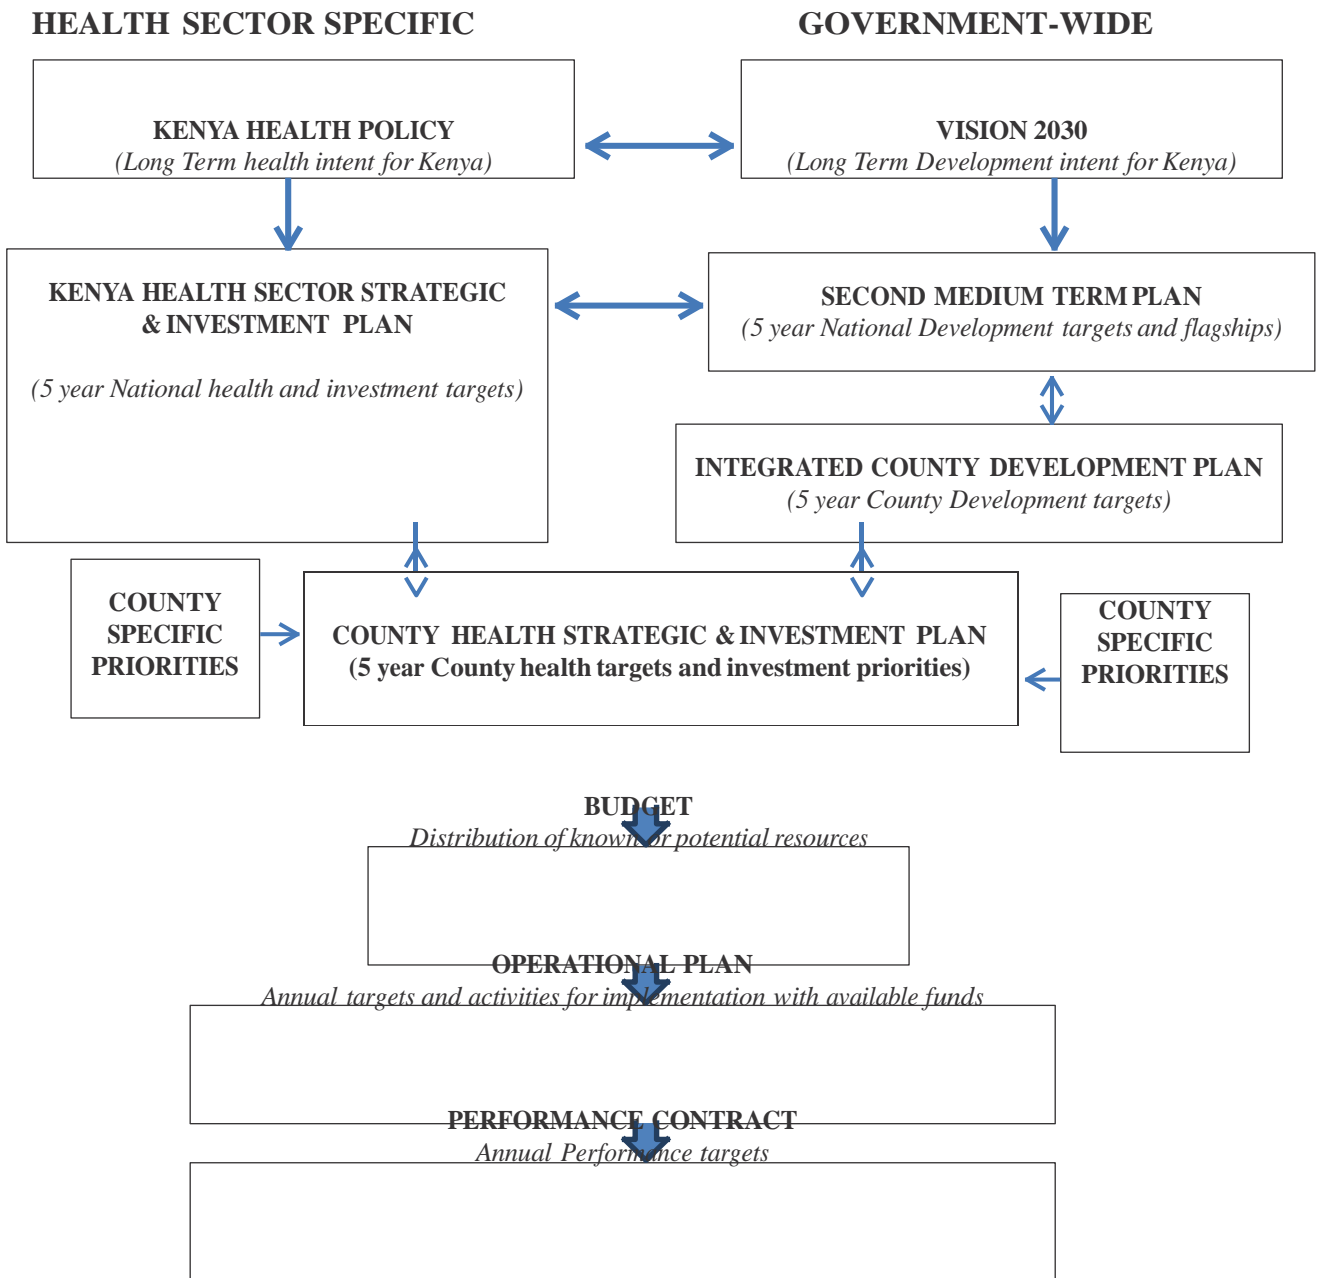 HEALTH SECTOR SPECIFIC
GOVERNMENT-WIDE
KENYA HEALTH POLICY
(Long Term health intent for Kenya)
VISION 2030
(Long Term Development intent for Kenya)
KENYA HEALTH SECTOR STRATEGIC
& INVESTMENT PLAN
(5 year National health and investment targets)
SECOND MEDIUM TERM PLAN
(5 year National Development targets and flagships)
INTEGRATED COUNTY DEVELOPMENT PLAN
(5 year County Development targets)
COUNTY
SPECIFIC
PRIORITIES
COUNTY HEALTH STRATEGIC & INVESTMENT PLAN
(5 year County health targets and investment priorities)
COUNTY
SPECIFIC
PRIORITIES
BUDGET
Distribution of known or potential resources
OPERATIONAL PLAN
Annual targets and activities for implementation with available funds
PERFORMANCE CONTRACT
Annual Performance targets